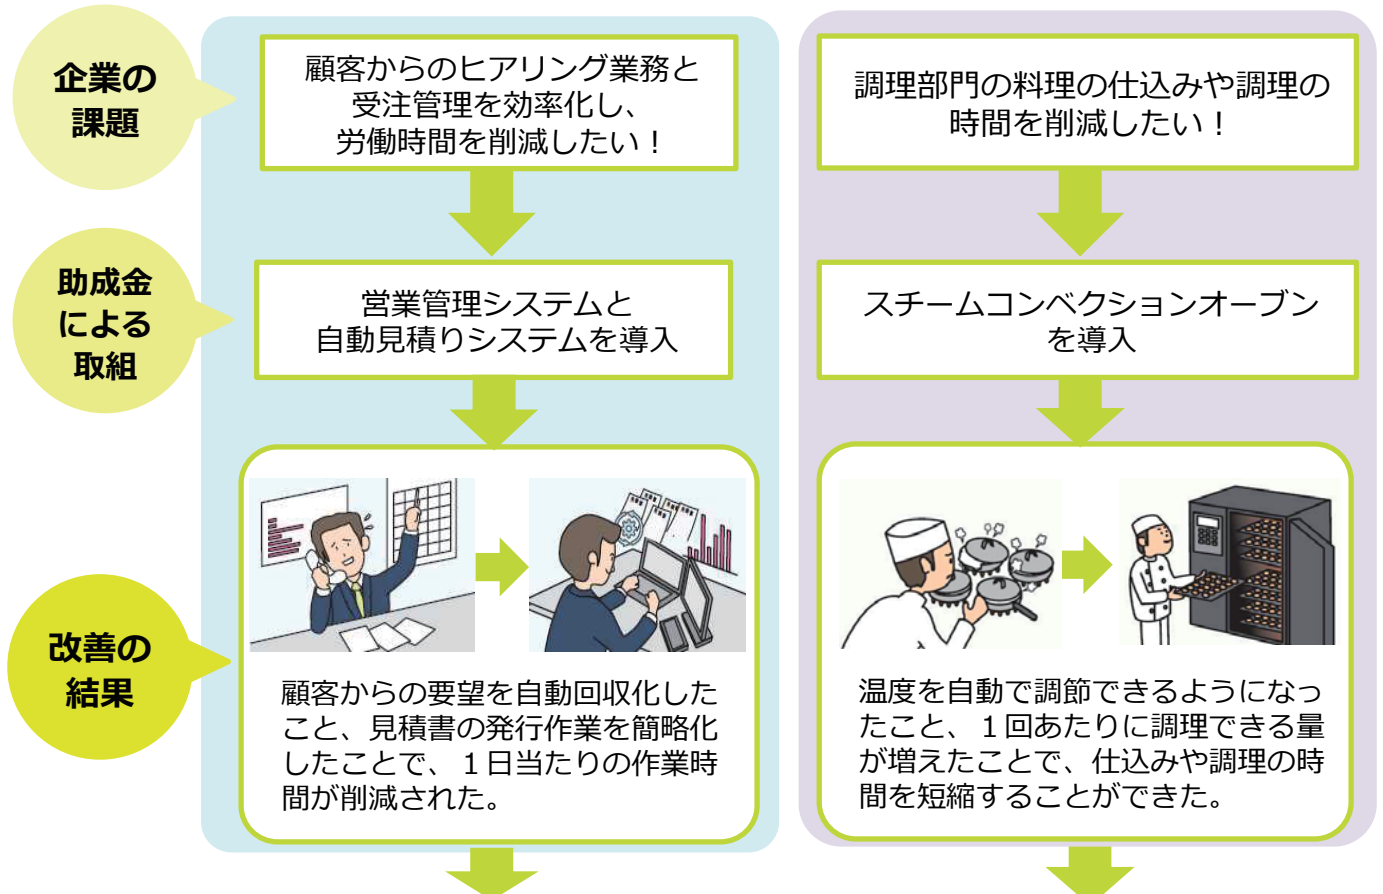 企業の
課題
顧客からのヒアリング業務と
受注管理を効率化し、
労働時間を削減したい！
調理部門の料理の仕込みや調理の
時間を削減したい！
助成金
による
取組
営業管理システムと
自動見積りシステムを導入
スチームコンベクションオーブン
を導入
改善の
結果
顧客からの要望を自動回収化した
こと、見積書の発行作業を簡略化
したことで、１日当たりの作業時
間が削減された。
温度を自動で調節できるようになっ
たこと、１回あたりに調理できる量
が増えたことで、仕込みや調理の時
間を短縮することができた。